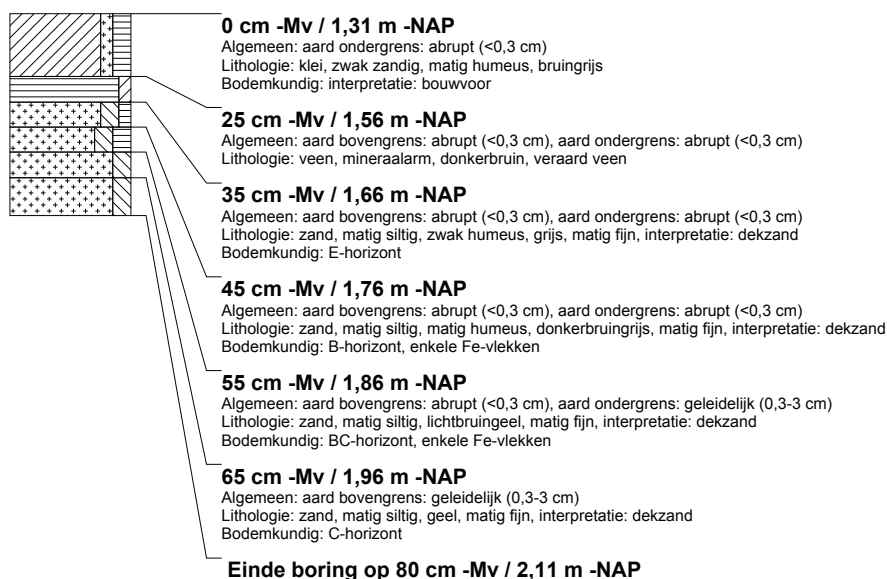 0 cm -Mv / 1,31 m -NAP
Algemeen: aard ondergrens: abrupt (<0,3 cm)
Lithologie: klei, zwak zandig, matig humeus, bruingrijs
Bodemkundig: interpretatie: bouwvoor
25 cm -Mv / 1,56 m -NAP
Algemeen: aard bovengrens: abrupt (<0,3 cm), aard ondergrens: abrupt (<0,3 cm)
Lithologie: veen, mineraalarm, donkerbruin, veraard veen
35 cm -Mv / 1,66 m -NAP
Algemeen: aard bovengrens: abrupt (<0,3 cm), aard ondergrens: abrupt (<0,3 cm)
Lithologie: zand, matig siltig, zwak humeus, grijs, matig fijn, interpretatie: dekzand
Bodemkundig: E-horizont
45 cm -Mv / 1,76 m -NAP
Algemeen: aard bovengrens: abrupt (<0,3 cm), aard ondergrens: abrupt (<0,3 cm)
Lithologie: zand, matig siltig, matig humeus, donkerbruingrijs, matig fijn, interpretatie: dekzand
Bodemkundig: B-horizont, enkele Fe-vlekken
55 cm -Mv / 1,86 m -NAP
Algemeen: aard bovengrens: abrupt (<0,3 cm), aard ondergrens: geleidelijk (0,3-3 cm)
Lithologie: zand, matig siltig, lichtbruingeel, matig fijn, interpretatie: dekzand
Bodemkundig: BC-horizont, enkele Fe-vlekken
65 cm -Mv / 1,96 m -NAP
Algemeen: aard bovengrens: geleidelijk (0,3-3 cm)
Lithologie: zand, matig siltig, geel, matig fijn, interpretatie: dekzand
Bodemkundig: C-horizont
Einde boring op 80 cm -Mv / 2,11 m -NAP